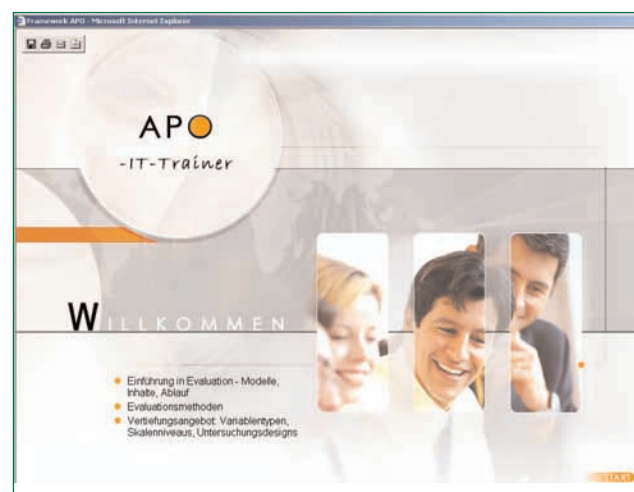 Framework APO - Microsoft Internet Explorer
APO
-IT-Trainer
WILLKOMMEN
Einführung in Evaluation - Modelle,
Inhalte, Ablauf
Evaluationsmethoden
Vertiefungsangebot: Variablentypen,
Skalenniveaus, Untersuchungsdesigns
START